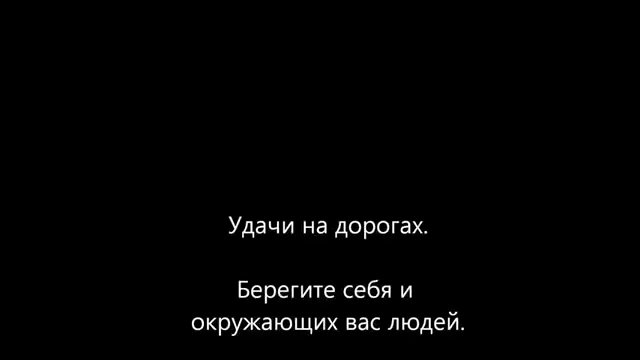 Удачи на дорогах.
Берегите себя и
окружающих вас людей.